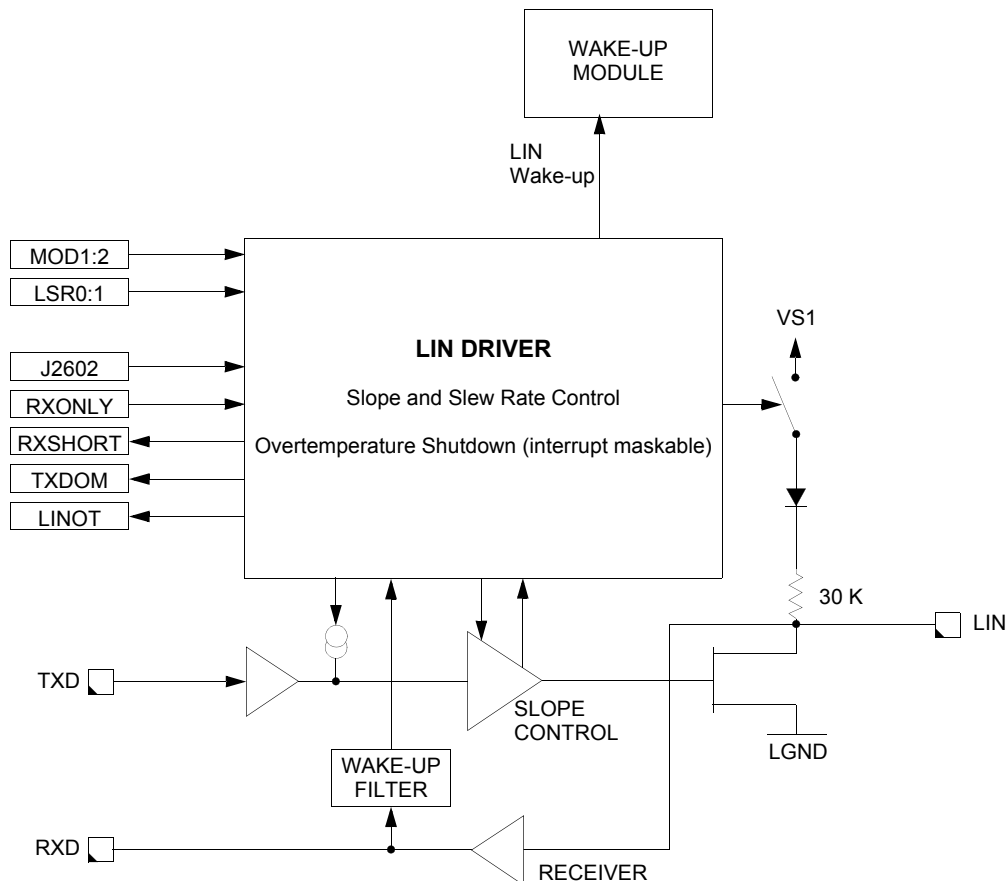 WAKE-UP
MODULE
LIN
Wake-up
MOD1:2
LSR0:1
VS1
LIN DRIVER
J2602
Slope and Slew Rate Control
RXONLY
RXSHORT
Overtemperature Shutdown (interrupt maskable)
TXDOM
LINOT
30 K
LIN
TXD
SLOPE
CONTROL
LGND
WAKE-UP
FILTER
RXD
RECEIVER